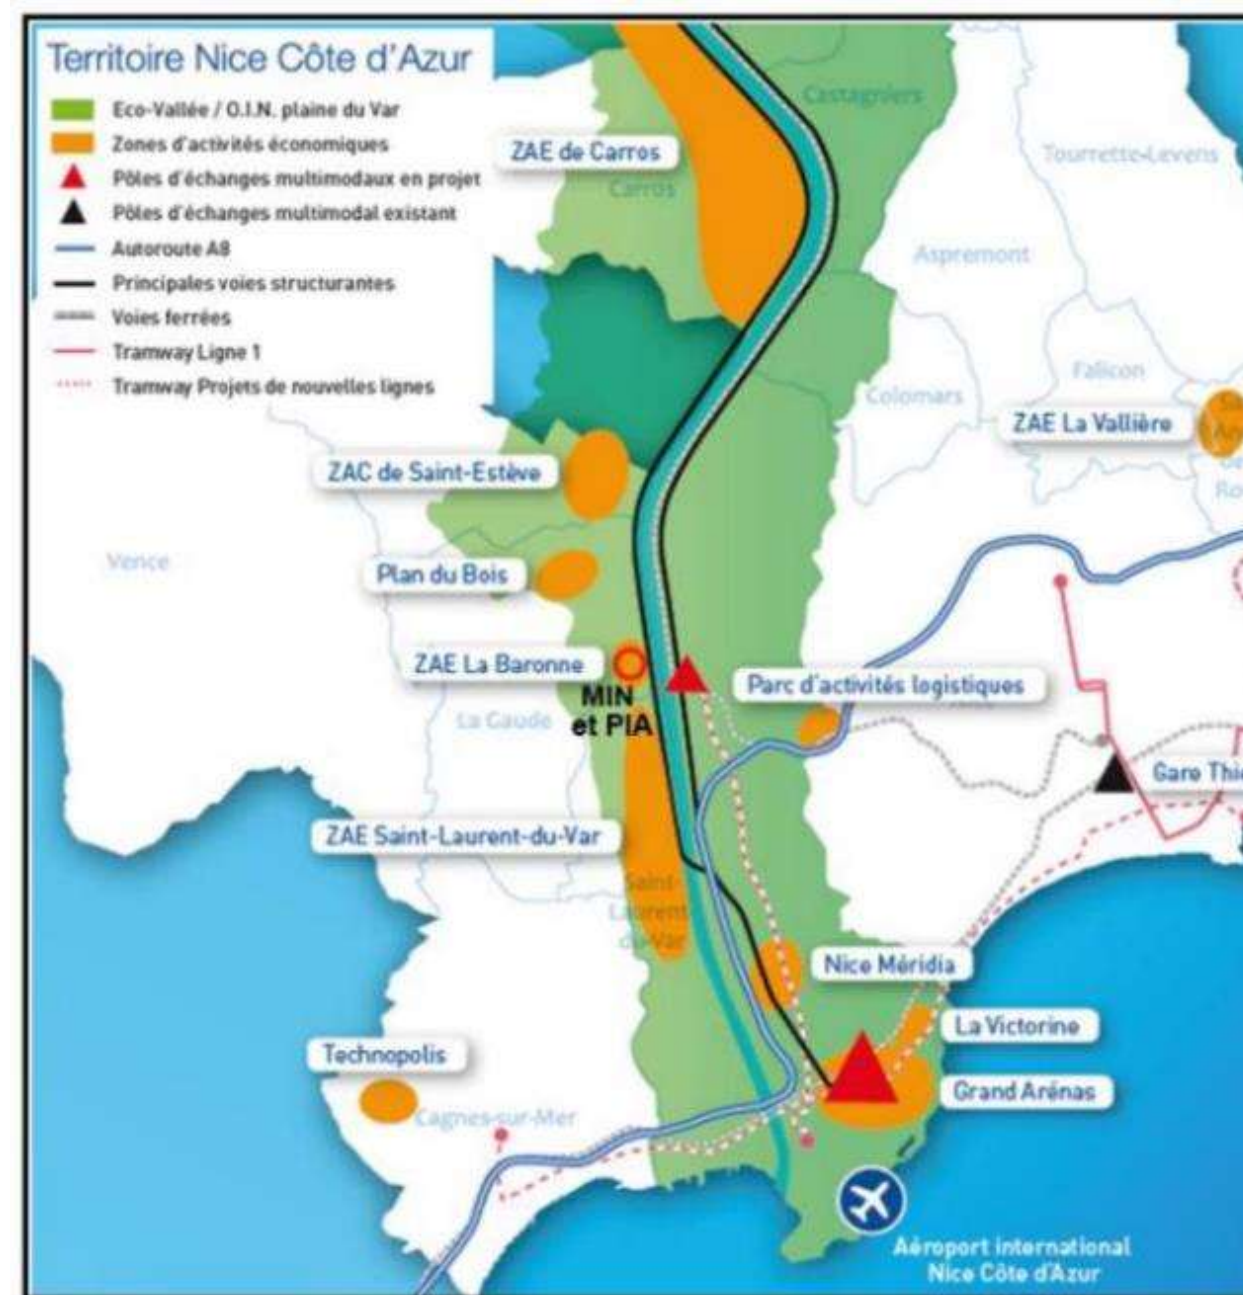 Territoire Nice Côte d'Azur
Eco-Vallée / O.I.N. plaine du Var
Zones d'activités économiques
Pôles d'échanges multimodaux en projet
Pôles d'échanges multimodal existant
Autoroute A8
Principales voies structurantes
Voies ferrées
Tramway Ligne 1
Tramway Projets de nouvelles lignes
Castagniers
ZAE de Carros
Carros
Tourrette-Levens
Aspremont
Falicon
Colomars
ZAE La Vallière
ZAC de Saint-Estève
Vence
Plan du Bois
ZAE La Baronne
MIN
et PIA
Parc d'activités logistiques
La Gaude
Gare
ZAE Saint-Laurent-du-Var
Saint-
Laurent
du-Var
Nice Méridia
La Victorine
Technopolis
Grand Arénas
Cagnes-sur-Mer
Aéroport international
Nice Côte d'Azur